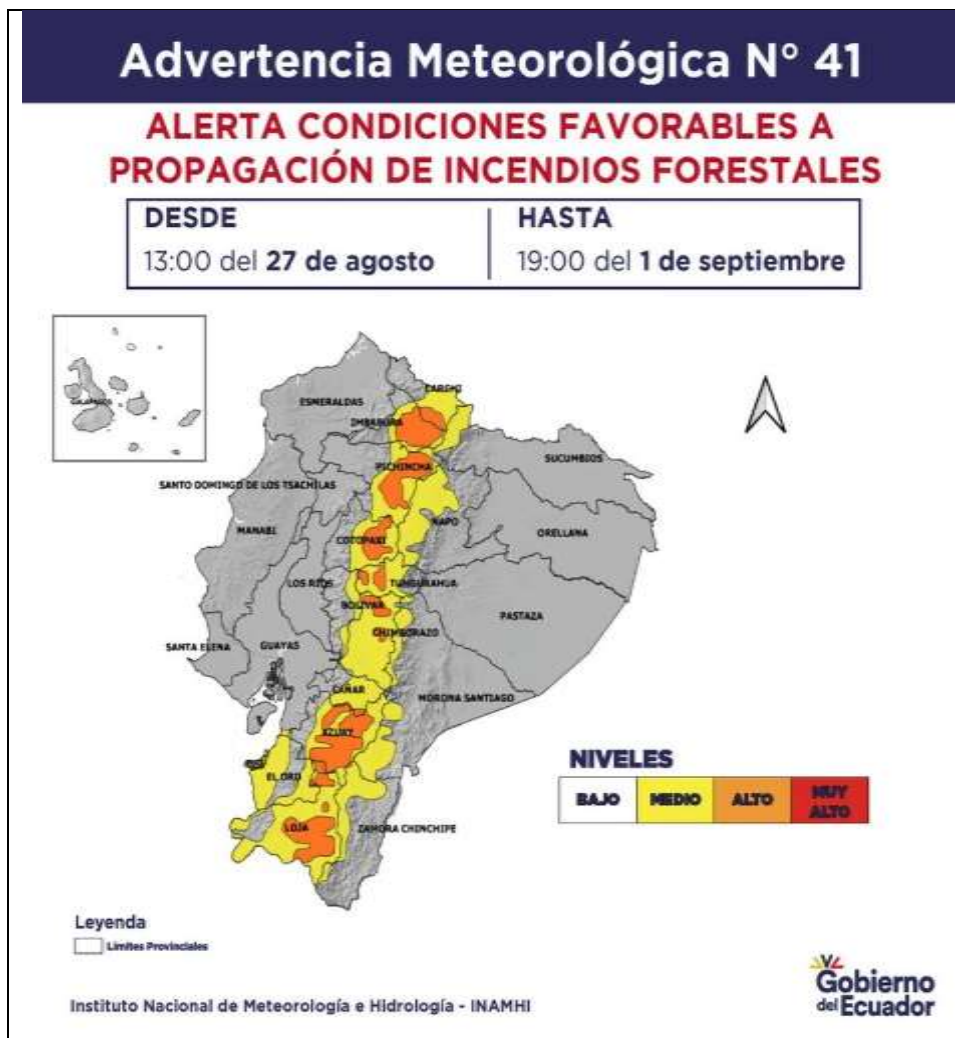 Advertencia Meteorológica N° 41
ALERTA CONDICIONES FAVORABLES A
PROPAGACIÓN DE INCENDIOS FORESTALES
DESDE
13:00 del 27 de agosto
HASTA
19:00 del 1 de septiembre
CARCHI
ESMERALDAS
GALÁPAGOS
IMBABURA
SUCUMBIOS
PICHINCHA
SANTO DOMINGO DE LOS TSACHILAS
NAPO
MANABI
ORELLANA
COTOPAXI
LOS RIOS
TUNGURAHUA
BOLIVAR
PASTAZA
CHIMBORAZO
SANTA ELENA
GUAYAS
CAÑAR
MORONA SANTIAGO
AZUAY
EL ORO
LOJA
ZAMORA CHINCHIPE
NIVELES
BAJO
MEDIO
ALTO
MUY
ALTO
Leyenda
Límites Provinciales
Instituto Nacional de Meteorología e Hidrología - INAMHI
Gobierno
del Ecuador